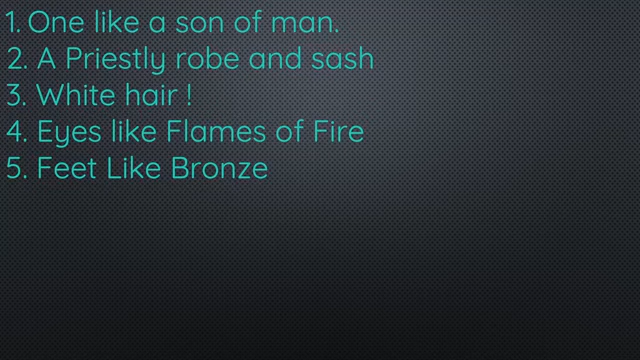 1. One like a son of man.
2. A Priestly robe and sash
3. White hair !
4. Eyes like Flames of Fire
5. Feet Like Bronze